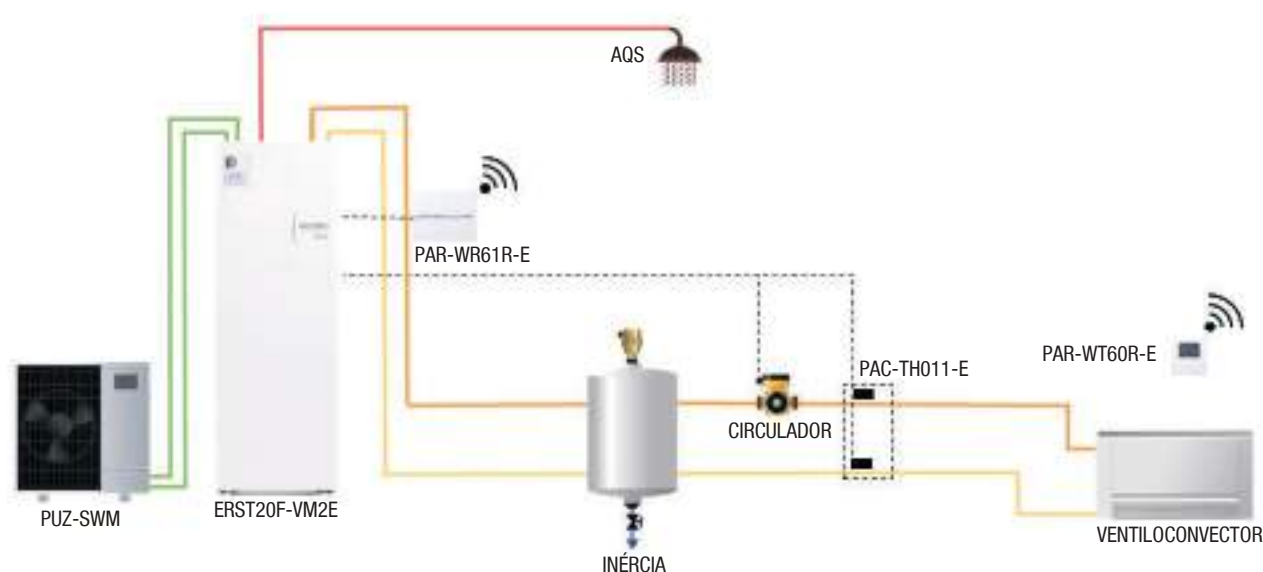 AQS
PAR-WR61R-E
PAR-WT60R-E
PAC-TH011-E
CIRCULADOR
PUZ-SWM
ERST20F-VM2E
VENTILOCONVECTOR
INÉRCIA